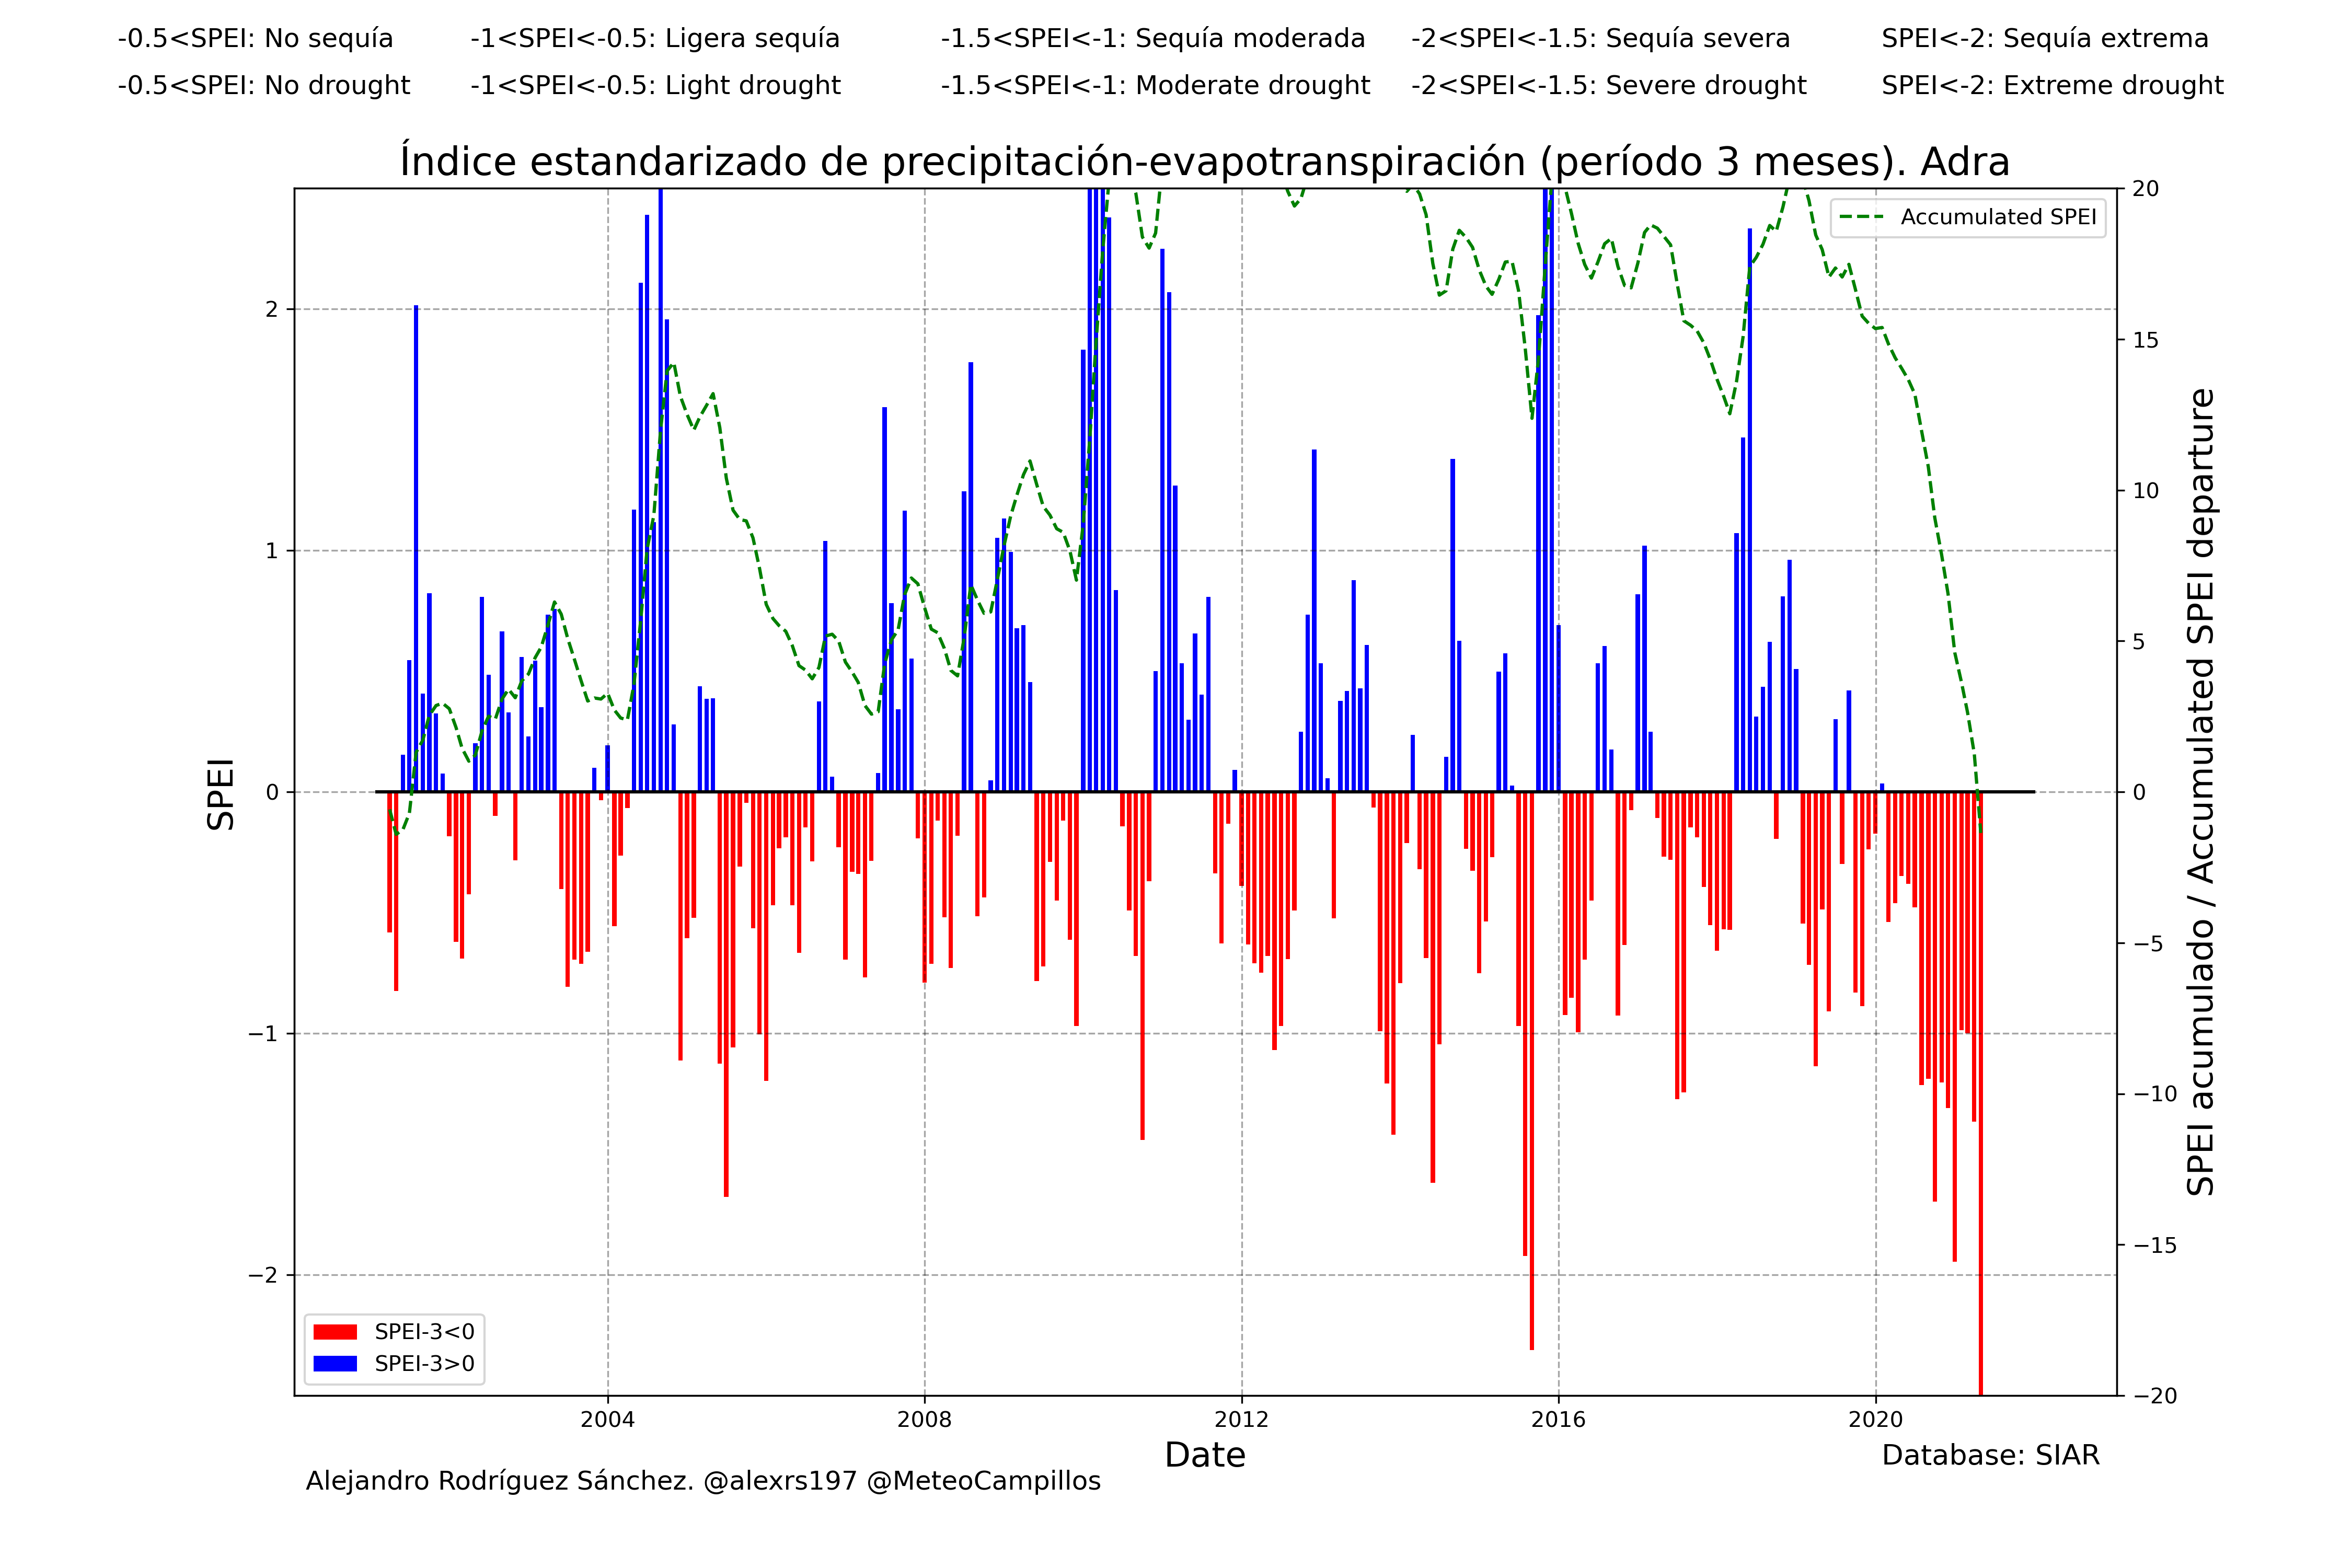 -0.5<SPEI: No sequía -1<SPEI<-0.5: Ligera sequía -1.5<SPEI<-1: Sequía moderada -2<SPEI<-1.5: Sequía severa SPEI<-2: Sequía extrema
-0.5<SPEI: No drought -1<SPEI<-0.5: Light drought -1.5<SPEI<-1: Moderate drought -2<SPEI<-1.5: Severe drought SPEI<-2: Extreme drought
Índice estandarizado de precipitación-evapotranspiración (período 3 meses). Adra
Accumulated SPEI
SPEI
2
1
0
−1
−2
20
15
10
5
0
−5
−10
−15
−20
SPEI acumulado / Accumulated SPEI departure
SPEI-3<0
SPEI-3>0
2004 2008 2012 2016 2020
Date
Database: SIAR
Alejandro Rodríguez Sánchez. @alexrs197 @MeteoCampillos